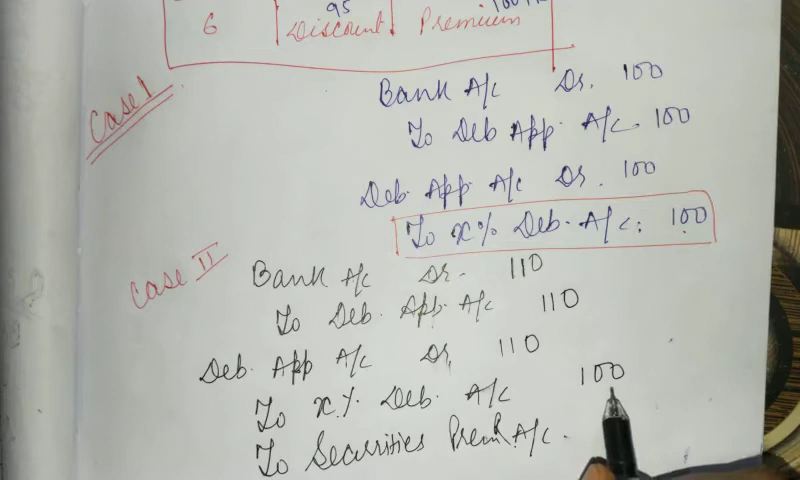 95
6 Discount Premium
Case I
Bank A/c Dr. 100
To Deb App. A/c. 100
Deb. App A/c Dr. 100
To x% Deb. A/c. 100
Case II
Bank A/c Dr. 110
To Deb. App A/c 110
Deb. App A/c Dr. 110
To x% Deb. A/c 100
To Securities Prem A/c.